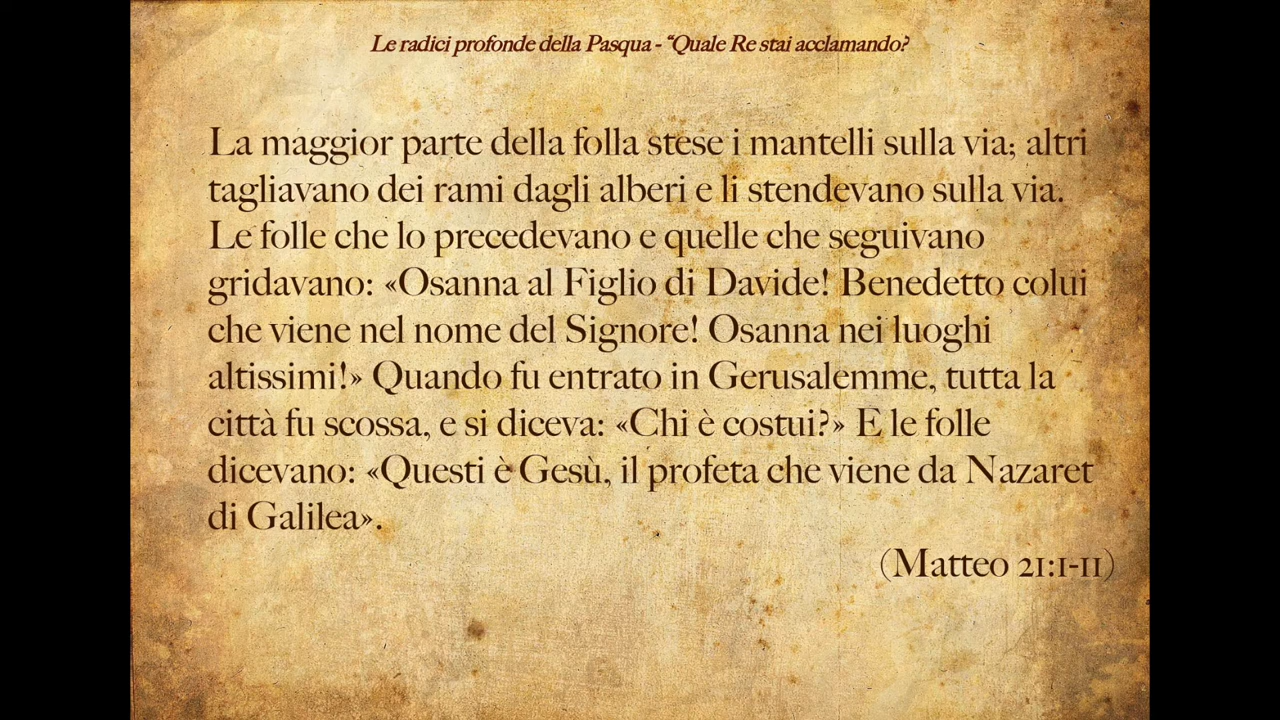 Le radici profonde della Pasqua - “Quale Re stai acclamando?
La maggior parte della folla stese i mantelli sulla via; altri
tagliavano dei rami dagli alberi e li stendevano sulla via.
Le folle che lo precedevano e quelle che seguivano
gridavano: «Osanna al Figlio di Davide! Benedetto colui
che viene nel nome del Signore! Osanna nei luoghi
altissimi!» Quando fu entrato in Gerusalemme, tutta la
città fu scossa, e si diceva: «Chi è costui?» E le folle
dicevano: «Questi è Gesù, il profeta che viene da Nazaret
di Galilea».
(Matteo 21:1-11)